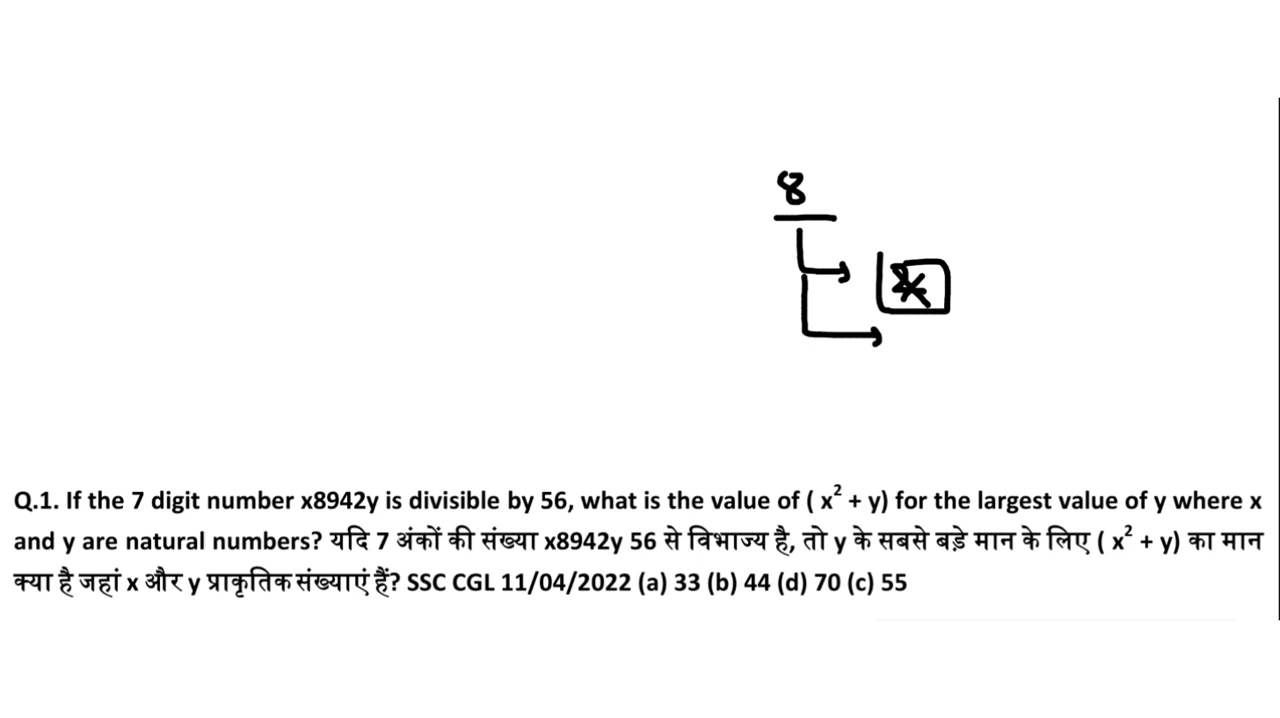 8
Q.1. If the 7 digit number x8942y is divisible by 56, what is the value of ( x² + y) for the largest value of y where x
and y are natural numbers? यदि 7 अंकों की संख्या x8942y 56 से विभाज्य है, तो y के सबसे बड़े मान के लिए ( x² + y) का मान
क्या है जहां x और y प्राकृतिक संख्याएं हैं? SSC CGL 11/04/2022 (a) 33 (b) 44 (d) 70 (c) 55